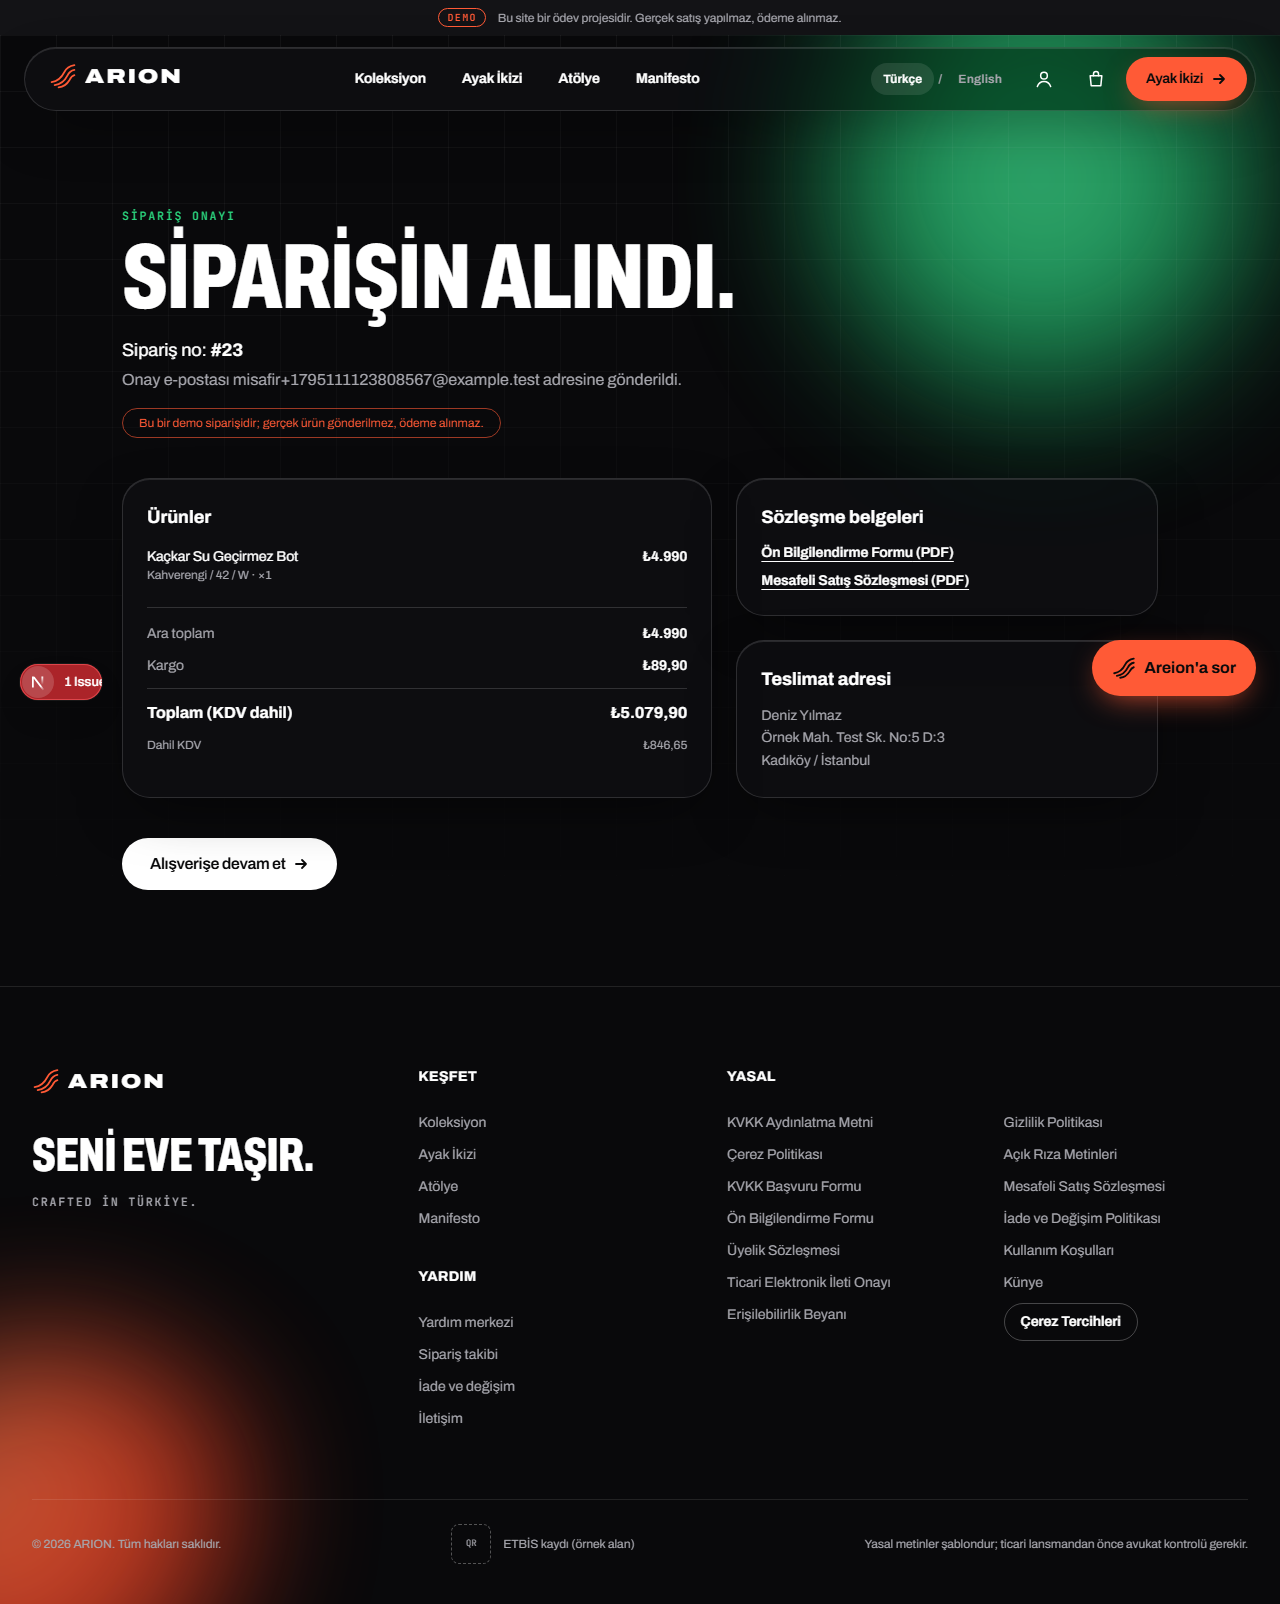 DEMO Bu site bir ödev projesidir. Gerçek satış yapılmaz, ödeme alınmaz.
ARION Koleksiyon Ayak İkizi Atölye Manifesto Türkçe / English Ayak İkizi
SİPARİŞ ONAYI
SİPARİŞİN ALINDI.
Sipariş no: #23
Onay e-postası misafir+1795111123808567@example.test adresine gönderildi.
Bu bir demo siparişidir; gerçek ürün gönderilmez, ödeme alınmaz.
Ürünler
Kaçkar Su Geçirmez Bot ₺4.990
Kahverengi / 42 / W · ×1
Ara toplam ₺4.990
Kargo ₺89,90
Toplam (KDV dahil) ₺5.079,90
Dahil KDV ₺846,65
Sözleşme belgeleri
Ön Bilgilendirme Formu (PDF)
Mesafeli Satış Sözleşmesi (PDF)
Teslimat adresi
Deniz Yılmaz
Örnek Mah. Test Sk. No:5 D:3
Kadıköy / İstanbul
N 1 Issue
Areion'a sor
Alışverişe devam et
ARION
SENİ EVE TAŞIR.
CRAFTED İN TÜRKİYE.
KEŞFET
Koleksiyon
Ayak İkizi
Atölye
Manifesto
YARDIM
Yardım merkezi
Sipariş takibi
İade ve değişim
İletişim
YASAL
KVKK Aydınlatma Metni
Çerez Politikası
KVKK Başvuru Formu
Ön Bilgilendirme Formu
Üyelik Sözleşmesi
Ticari Elektronik İleti Onayı
Erişilebilirlik Beyanı
Gizlilik Politikası
Açık Rıza Metinleri
Mesafeli Satış Sözleşmesi
İade ve Değişim Politikası
Kullanım Koşulları
Künye
Çerez Tercihleri
© 2026 ARION. Tüm hakları saklıdır.
QR ETBİS kaydı (örnek alan)
Yasal metinler şablondur; ticari lansmandan önce avukat kontrolü gerekir.